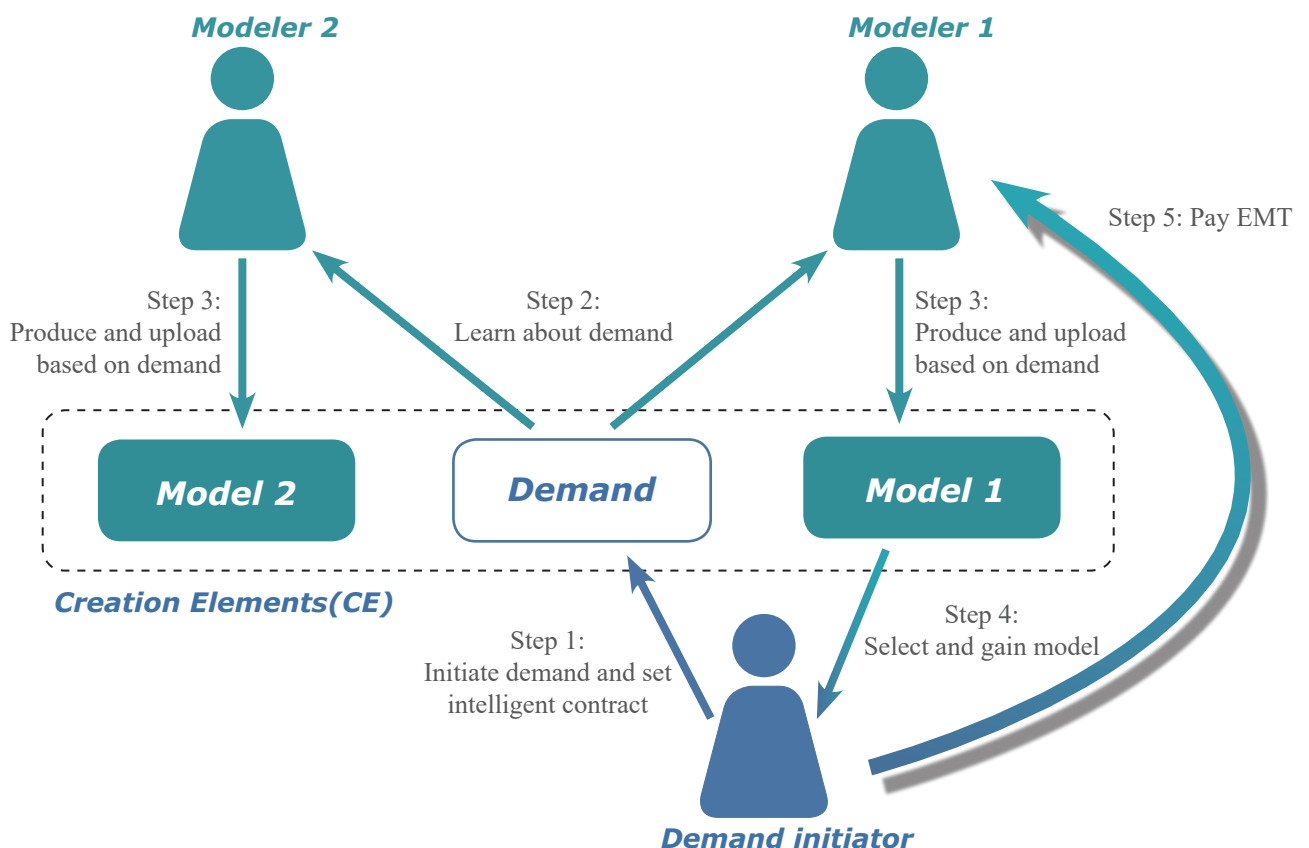 Modeler 2
Modeler 1
Step 5: Pay EMT
Step 3:
Produce and upload
based on demand
Step 2:
Learn about demand
Step 3:
Produce and upload
based on demand
Model 2
Demand
Model 1
Creation Elements(CE)
Step 1:
Initiate demand and set
intelligent contract
Step 4:
Select and gain model
Demand initiator